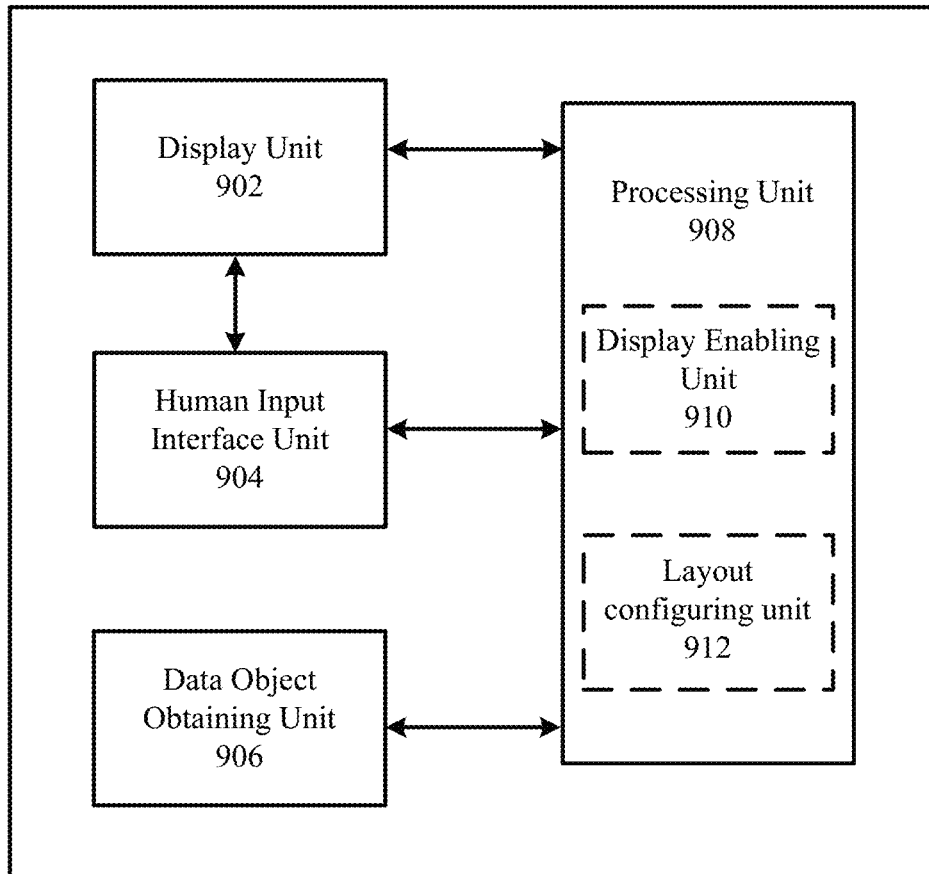 Display Unit
902
Processing Unit
908
Display Enabling
Unit
910
Human Input
Interface Unit
904
Layout
configuring unit
912
Data Object
Obtaining Unit
906